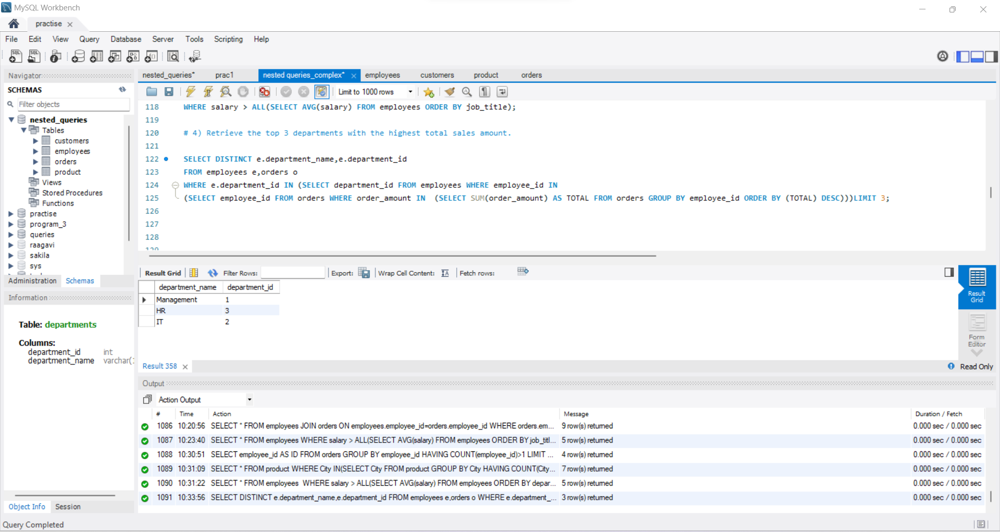 MySQL Workbench
practise
File Edit View Query Database Server Tools Scripting Help
Navigator
SCHEMAS
Filter objects
nested_queries
Tables
customers
employees
orders
product
Views
Stored Procedures
Functions
practise
program_3
queries
raagavi
sakila
sys
Administration Schemas
Information
Table: departments
Columns:
department_id int
department_name varchar(
Object Info Session
nested_queries* prac1 nested queries_complex* employees customers product orders
Limit to 1000 rows
118 WHERE salary > ALL(SELECT AVG(salary) FROM employees ORDER BY job_title);
119
120 # 4) Retrieve the top 3 departments with the highest total sales amount.
121
122 SELECT DISTINCT e.department_name,e.department_id
123 FROM employees e,orders o
124 WHERE e.department_id IN (SELECT department_id FROM employees WHERE employee_id IN
125 (SELECT employee_id FROM orders WHERE order_amount IN (SELECT SUM(order_amount) AS TOTAL FROM orders GROUP BY employee_id ORDER BY (TOTAL) DESC)))LIMIT 3;
126
127
128
129
Result Grid Filter Rows: Export: Wrap Cell Content: Fetch rows:
department_name department_id
Management 1
HR 3
IT 2
Result Grid
Form Editor
Result 358
Read Only
Output
Action Output
# Time Action Message Duration / Fetch
1086 10:20:56 SELECT * FROM employees JOIN orders ON employees.employee_id=orders.employee_id WHERE orders.em... 9 row(s) returned 0.000 sec / 0.000 sec
1087 10:23:40 SELECT * FROM employees WHERE salary > ALL(SELECT AVG(salary) FROM employees ORDER BY job_titl... 5 row(s) returned 0.000 sec / 0.000 sec
1088 10:30:51 SELECT employee_id AS ID FROM orders GROUP BY employee_id HAVING COUNT(employee_id)>1 LIMIT ... 4 row(s) returned 0.000 sec / 0.000 sec
1089 10:31:09 SELECT * FROM product WHERE City IN(SELECT City FROM product GROUP BY City HAVING COUNT(City... 7 row(s) returned 0.000 sec / 0.000 sec
1090 10:31:22 SELECT * FROM employees WHERE salary > ALL(SELECT AVG(salary) FROM employees ORDER BY depar... 5 row(s) returned 0.000 sec / 0.000 sec
1091 10:33:56 SELECT DISTINCT e.department_name,e.department_id FROM employees e,orders o WHERE e.department_... 3 row(s) returned 0.000 sec / 0.000 sec
Query Completed